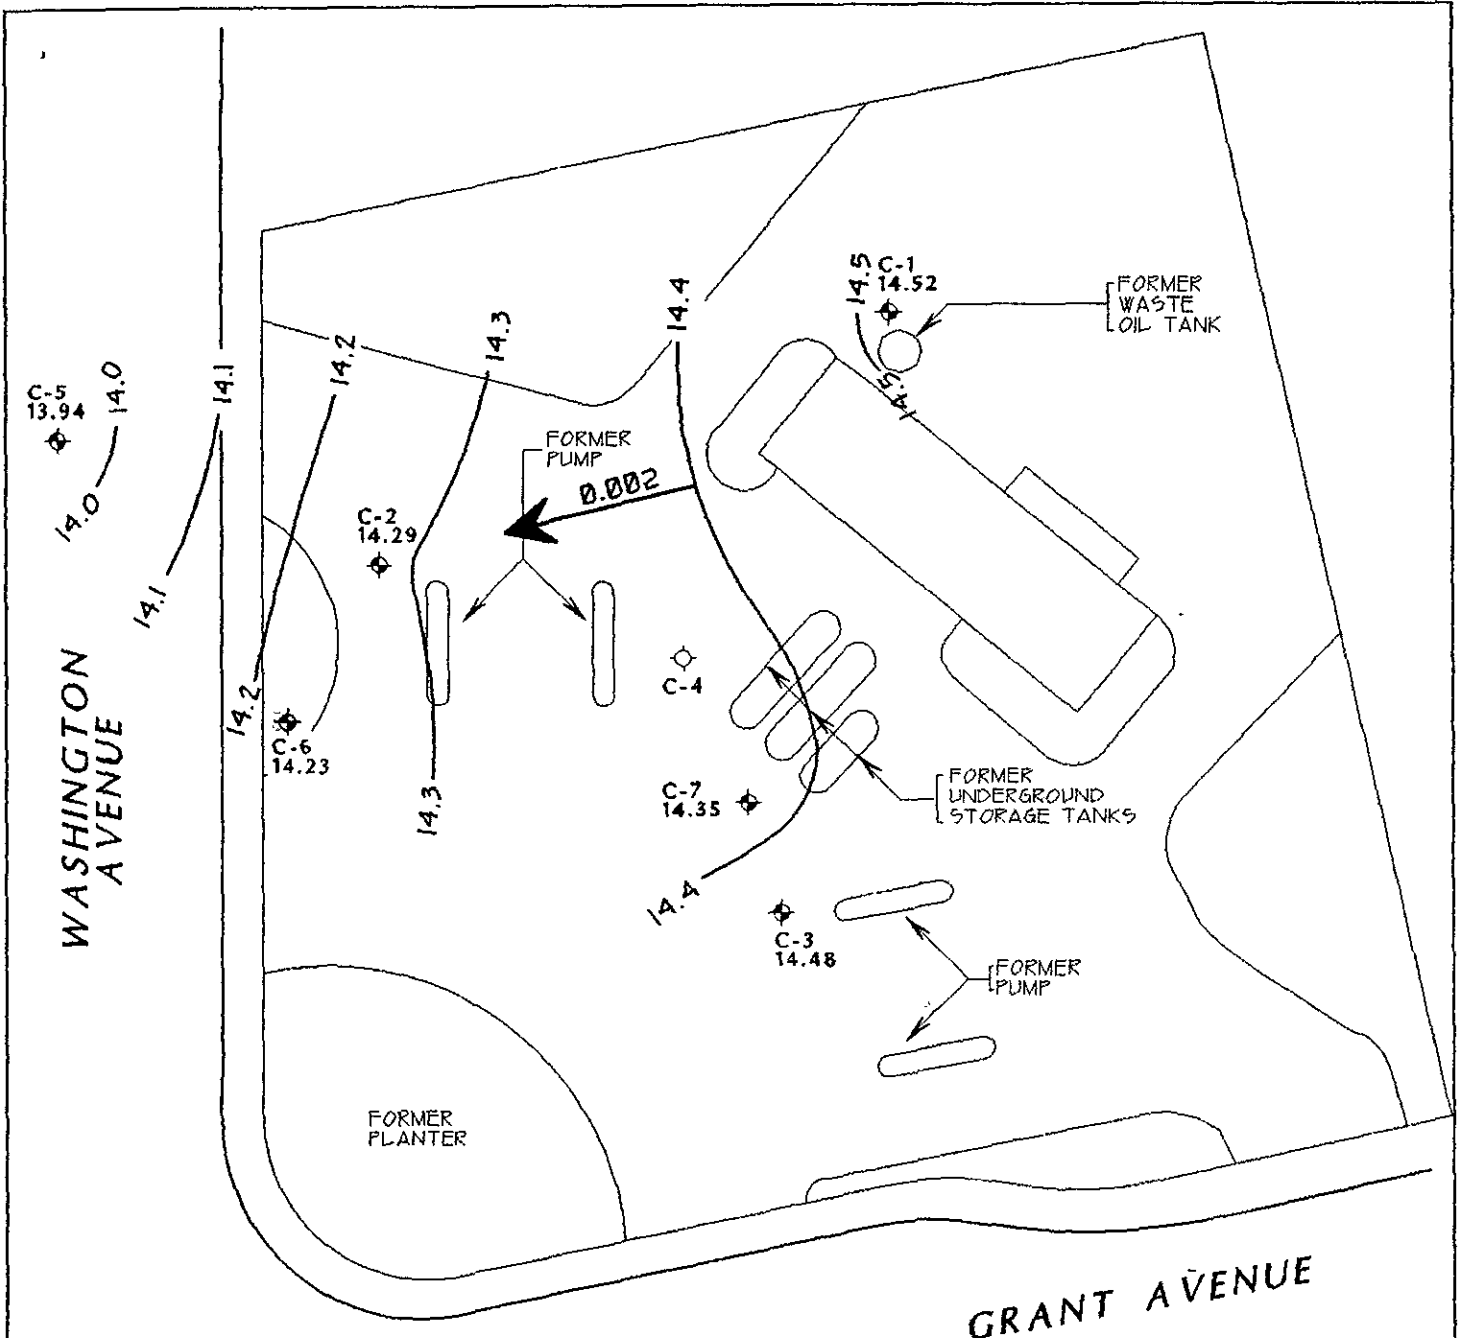 14.5
C-1
14.52
FORMER
WASTE
OIL TANK
14.4
14.3
14.2
14.1
14.0
C-5
13.94
14.5
FORMER
PUMP
0.002
C-2
14.29
14.0
14.1
14.2
C-4
C-6
14.23
WASHINGTON
AVENUE
14.3
C-7
14.35
FORMER
UNDERGROUND
STORAGE TANKS
14.4
C-3
14.48
FORMER
PUMP
FORMER
PLANTER
GRANT AVENUE